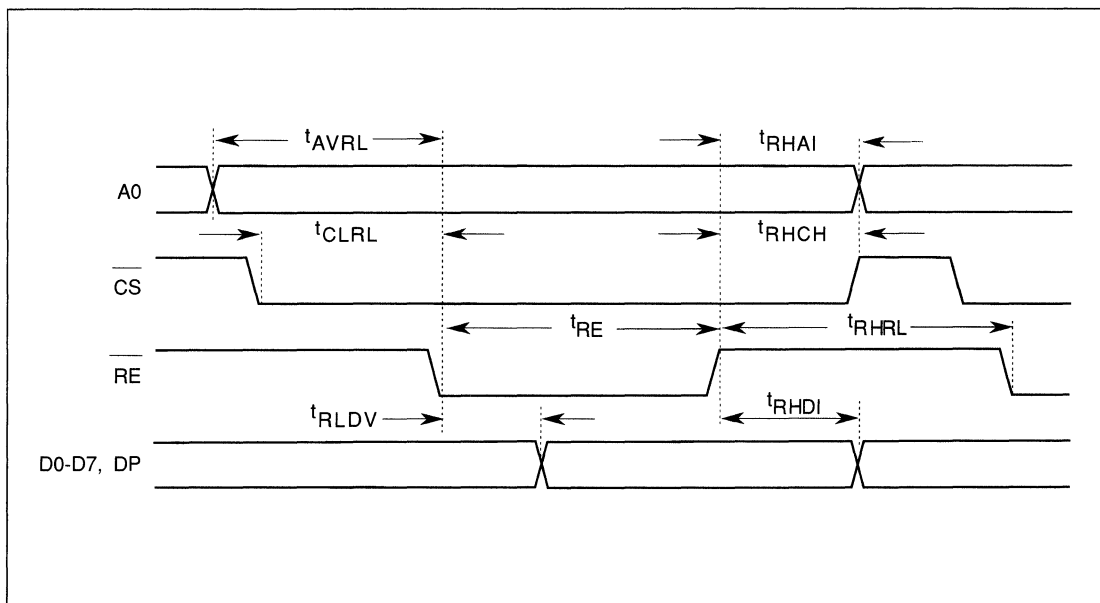 tAVRL tRHAI
A0
tCLRL tRHCH
CS
tRE tRHRL
RE
tRLDV tRHDI
D0-D7, DP